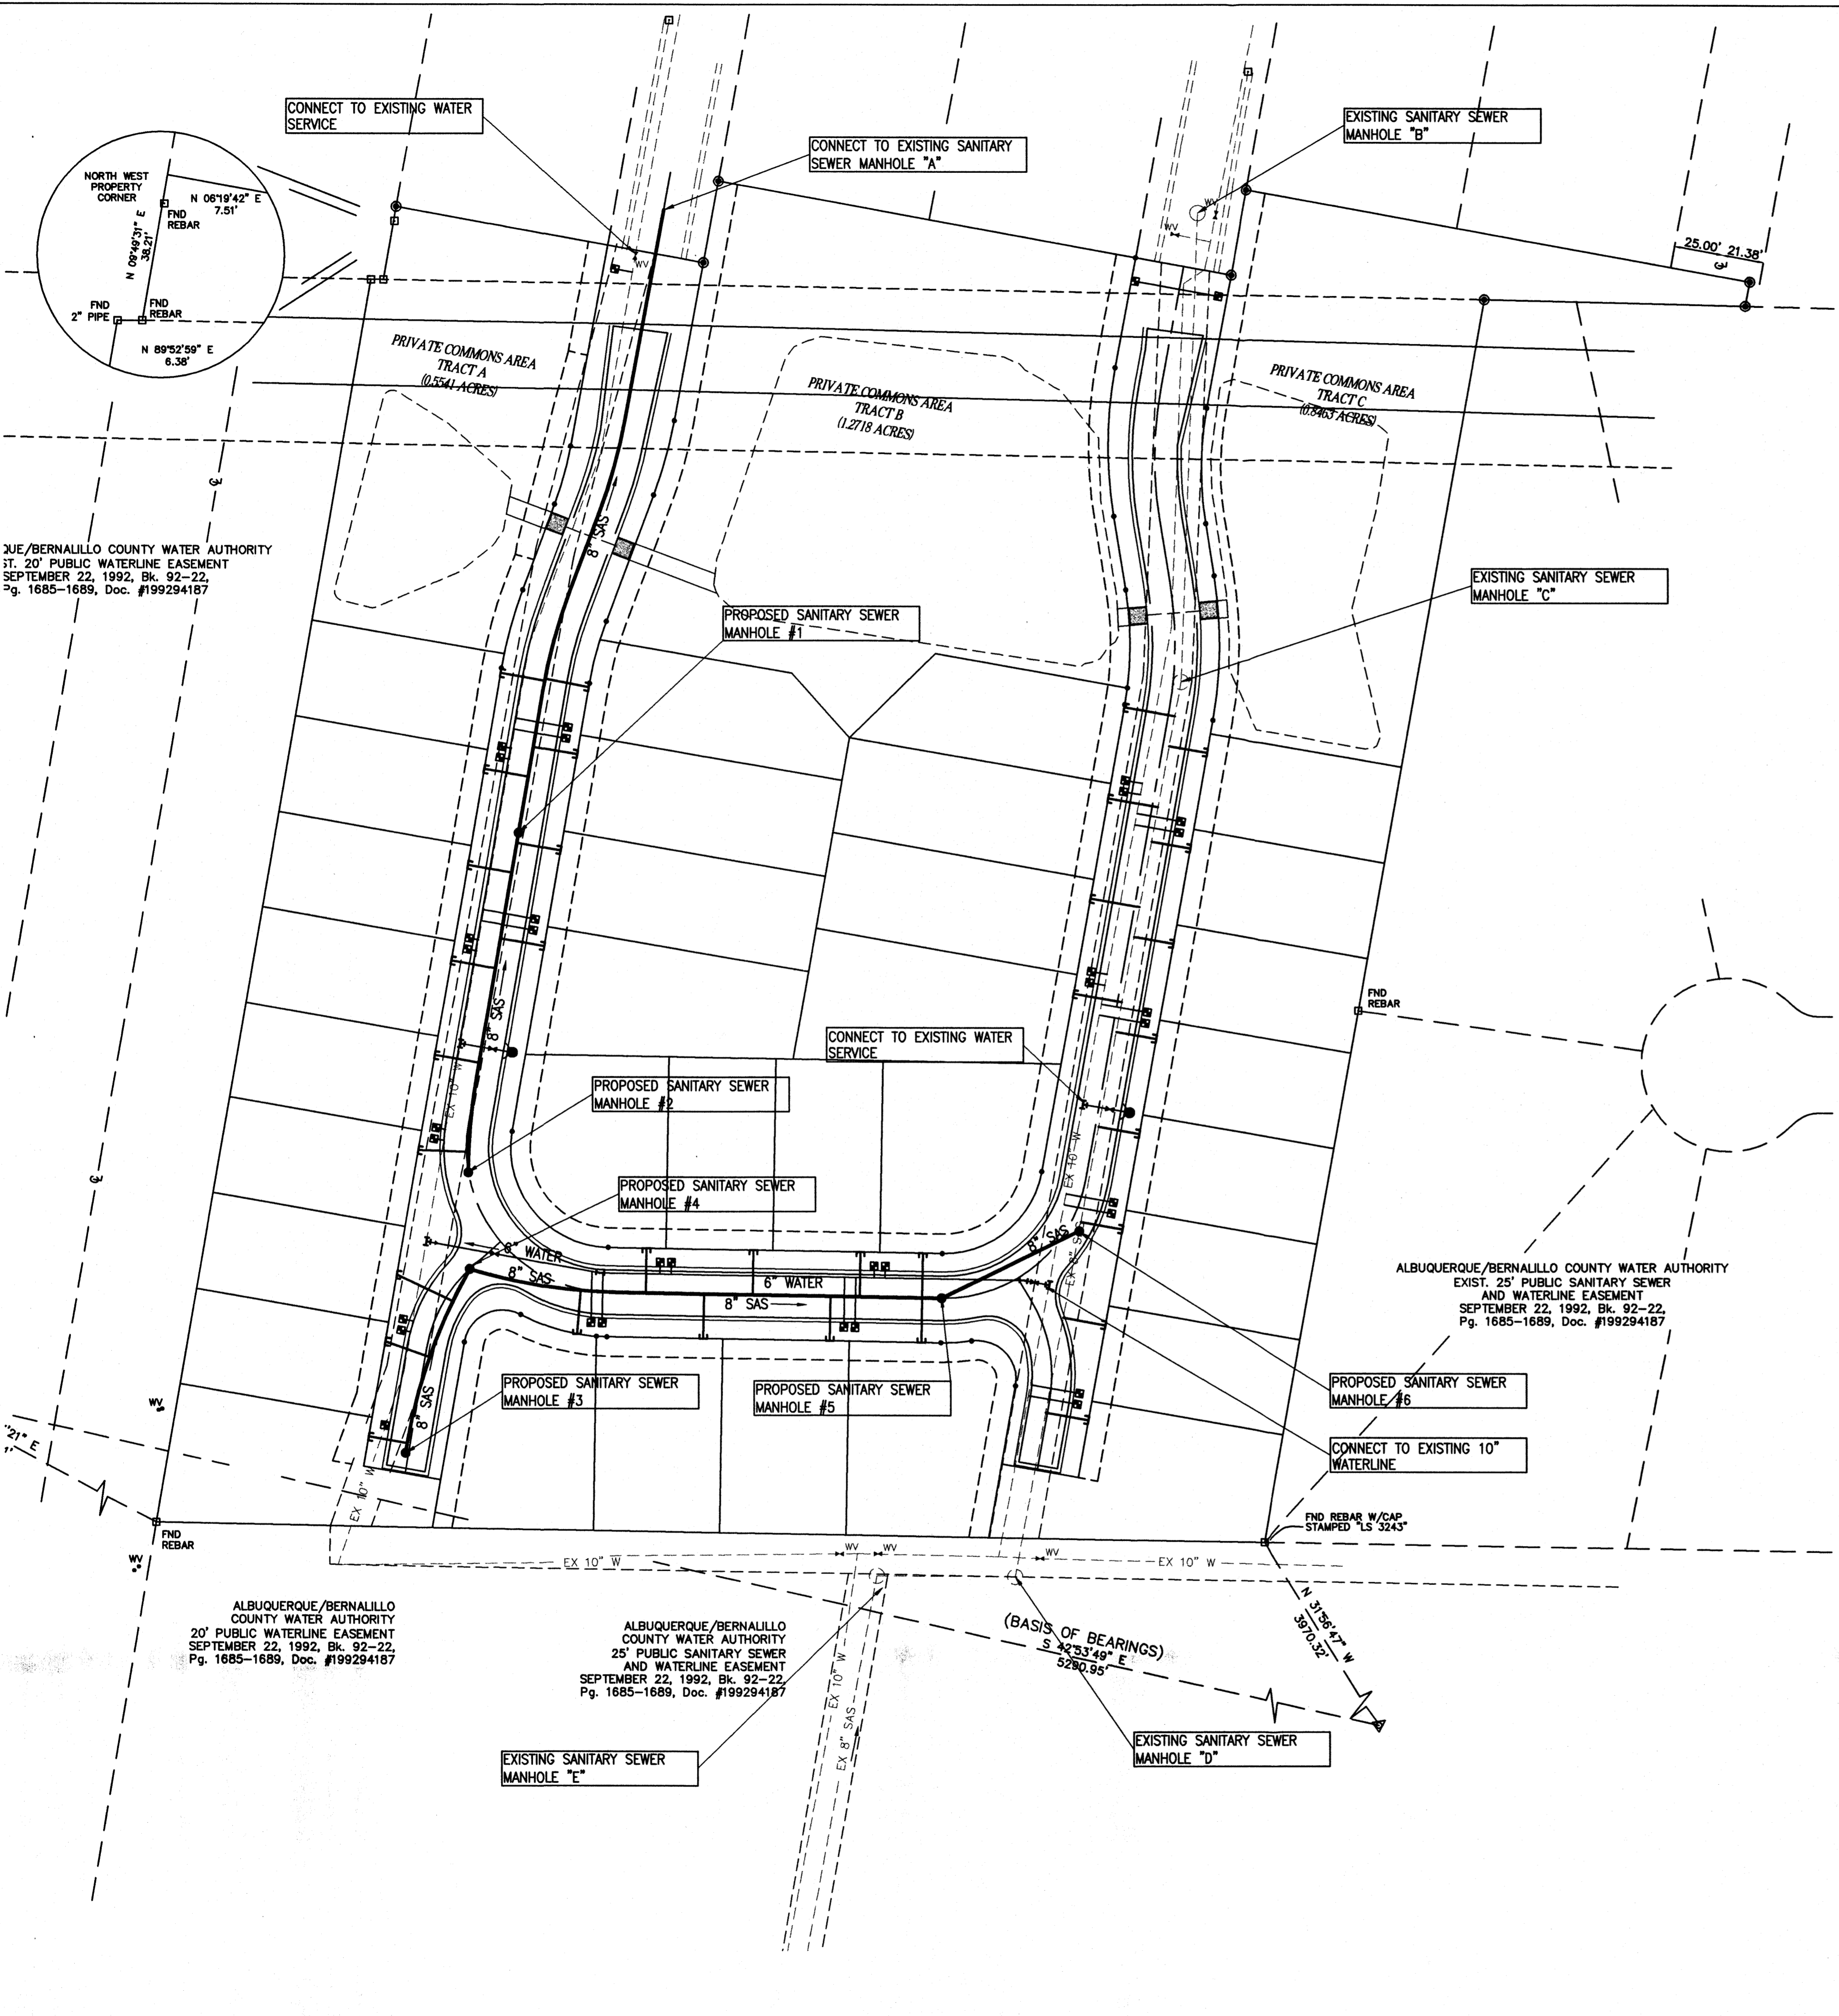 CONNECT TO EXISTING WATER
SERVICE
CONNECT TO EXISTING SANITARY
SEWER MANHOLE "A"
EXISTING SANITARY SEWER
MANHOLE "B"
NORTH WEST
PROPERTY
CORNER
N 06°19'42" E
7.51'
FND
REBAR
N 09°49'31" E
38.21'
FND
2" PIPE
FND
REBAR
N 89°52'59" E
6.38'
WV
WV
WV
25.00' 21.38'
PRIVATE COMMONS AREA
TRACT A
(0.5541 ACRES)
PRIVATE COMMONS AREA
TRACT B
(1.2718 ACRES)
PRIVATE COMMONS AREA
TRACT C
(0.8463 ACRES)
8" SAS
QUE/BERNALILLO COUNTY WATER AUTHORITY
ST. 20' PUBLIC WATERLINE EASEMENT
SEPTEMBER 22, 1992, Bk. 92-22,
Pg. 1685-1689, Doc. #199294187
EXISTING SANITARY SEWER
MANHOLE "C"
PROPOSED SANITARY SEWER
MANHOLE #1
8" SAS
FND
REBAR
CONNECT TO EXISTING WATER
SERVICE
EX 10" W
PROPOSED SANITARY SEWER
MANHOLE #2
EX 10" W
PROPOSED SANITARY SEWER
MANHOLE #4
6" WATER
8" SAS
6" WATER
8" SAS
8" SAS
EX 8" S
ALBUQUERQUE/BERNALILLO COUNTY WATER AUTHORITY
EXIST. 25' PUBLIC SANITARY SEWER
AND WATERLINE EASEMENT
SEPTEMBER 22, 1992, Bk. 92-22,
Pg. 1685-1689, Doc. #199294187
PROPOSED SANITARY SEWER
MANHOLE #3
8" SAS
PROPOSED SANITARY SEWER
MANHOLE #5
PROPOSED SANITARY SEWER
MANHOLE #6
WV
'21" E
1'
CONNECT TO EXISTING 10"
WATERLINE
EX 10" W
FND
REBAR
FND REBAR W/CAP
STAMPED "LS 3243"
WV
EX 10" W
WV
WV
WV
EX 10" W
ALBUQUERQUE/BERNALILLO
COUNTY WATER AUTHORITY
20' PUBLIC WATERLINE EASEMENT
SEPTEMBER 22, 1992, Bk. 92-22,
Pg. 1685-1689, Doc. #199294187
ALBUQUERQUE/BERNALILLO
COUNTY WATER AUTHORITY
25' PUBLIC SANITARY SEWER
AND WATERLINE EASEMENT
SEPTEMBER 22, 1992, Bk. 92-22,
Pg. 1685-1689, Doc. #199294187
EX 10" W
EX 8" SAS
(BASIS OF BEARINGS)
S 42°53'49" E
5290.95'
N 31°56'47" W
3970.32'
EXISTING SANITARY SEWER
MANHOLE "E"
EXISTING SANITARY SEWER
MANHOLE "D"